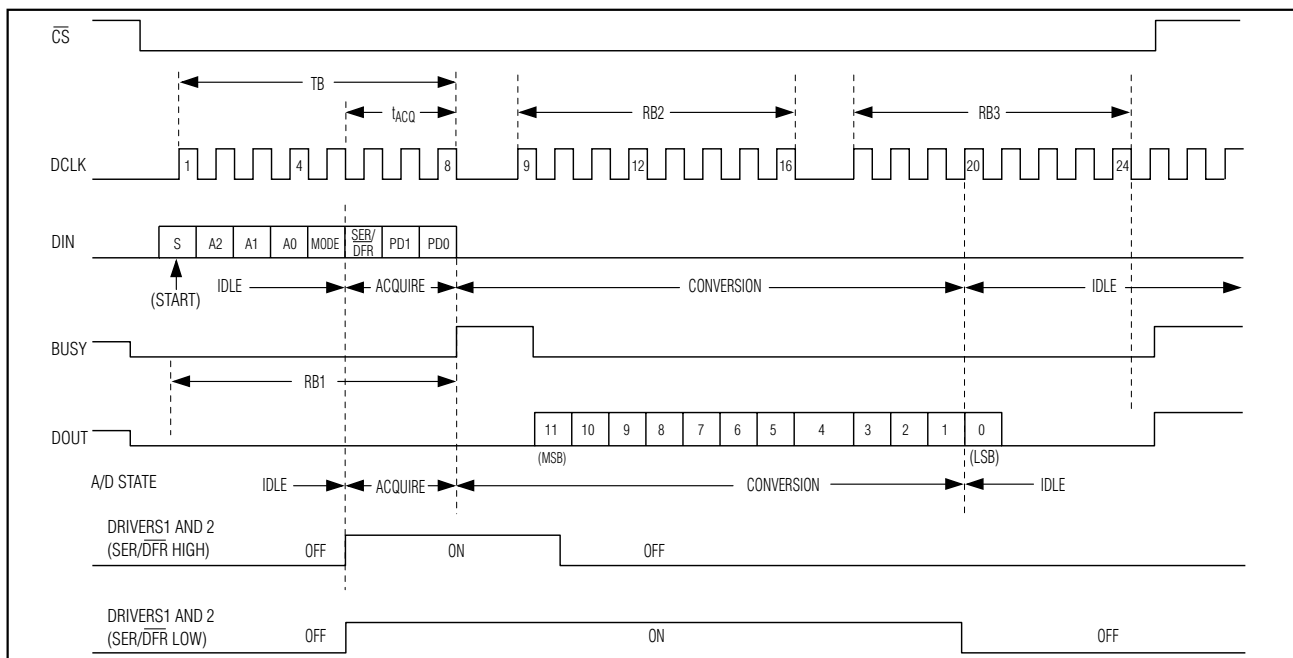 CS
TB
tACQ
RB2
RB3
DCLK
1 4 8 9 12 16 20 24
DIN
S A2 A1 A0 MODE SER/DFR PD1 PD0
(START)
IDLE ACQUIRE CONVERSION IDLE
BUSY
RB1
DOUT
11 10 9 8 7 6 5 4 3 2 1 0
(MSB) (LSB)
A/D STATE IDLE ACQUIRE CONVERSION IDLE
DRIVERS1 AND 2
(SER/DFR HIGH) OFF ON OFF
DRIVERS1 AND 2
(SER/DFR LOW) OFF ON OFF